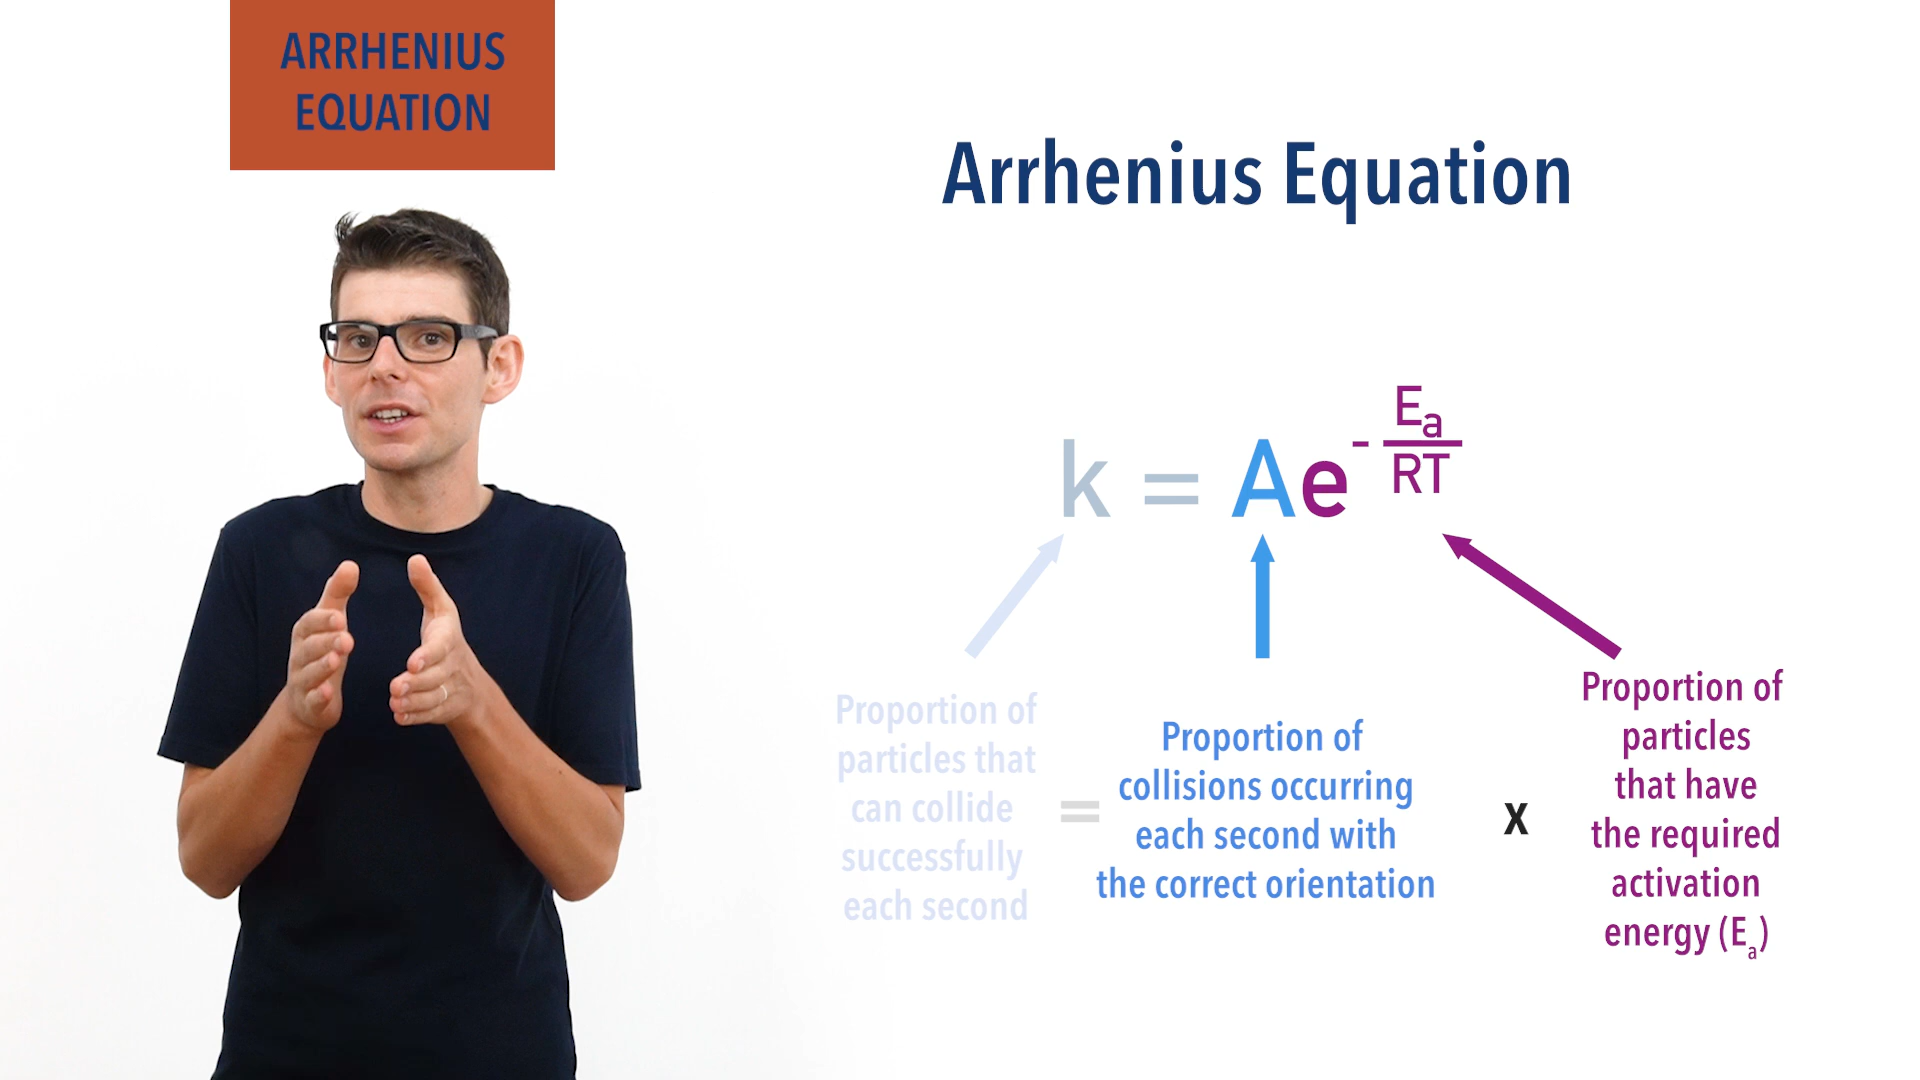 ARRHENIUS
EQUATION
Arrhenius Equation
k = Ae^-Ea/RT
Proportion of
particles that
can collide
successfully
each second
=
Proportion of
collisions occurring
each second with
the correct orientation
x
Proportion of
particles
that have
the required
activation
energy (Ea)